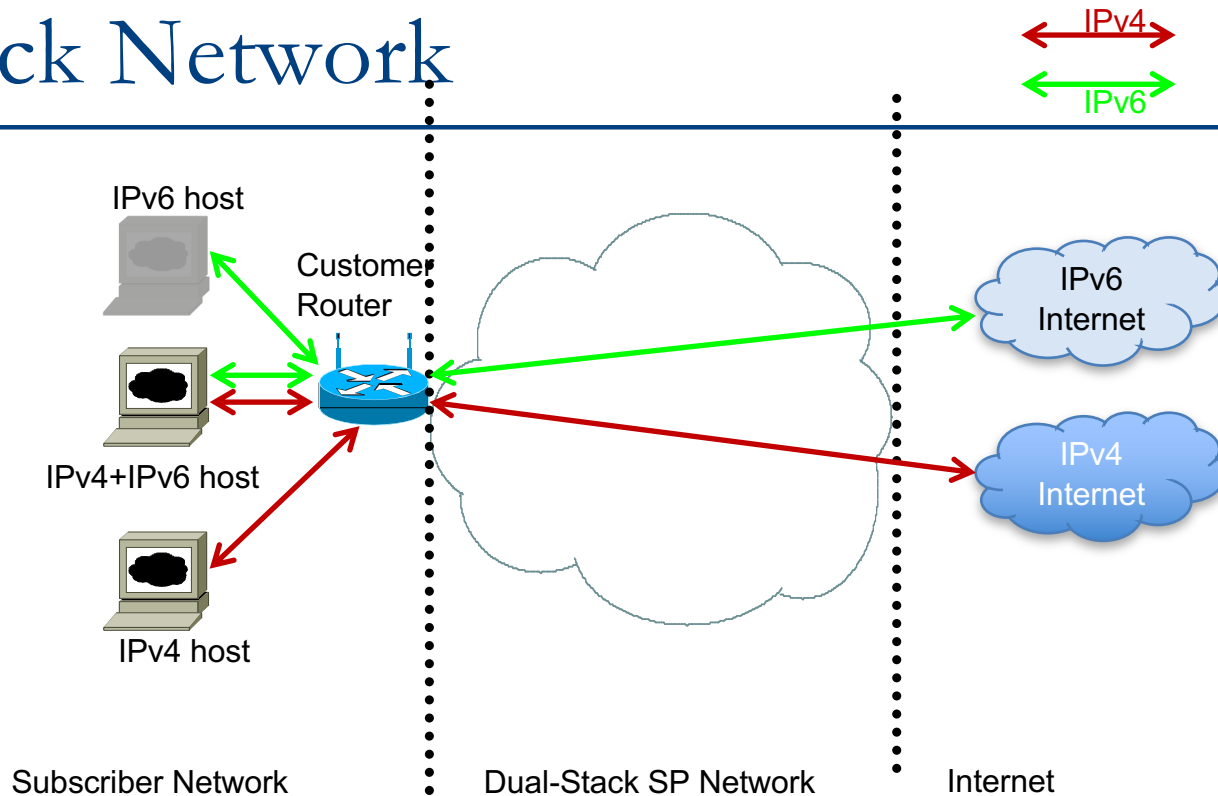 ck Network
IPv4
IPv6
IPv6 host
Customer
Router
IPv6
Internet
IPv4+IPv6 host
IPv4
Internet
IPv4 host
Subscriber Network
Dual-Stack SP Network
Internet